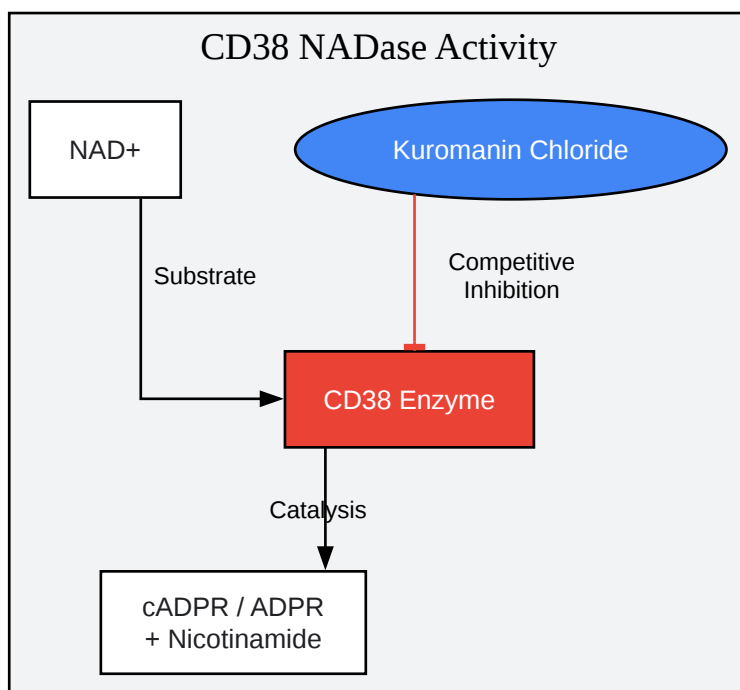 CD38 NADase Activity
NAD+
Kuromanin Chloride
Substrate
Competitive
Inhibition
CD38 Enzyme
Catalysis
cADPR / ADPR
+ Nicotinamide